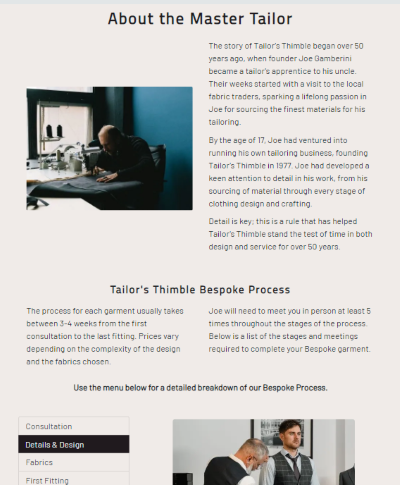 About the Master Tailor
The story of Tailor's Thimble began over 50
years ago, when founder Joe Gamberini
became a tailor's apprentice to his uncle.
Their weeks started with a visit to the local
fabric traders, sparking a lifelong passion in
Joe for sourcing the finest materials for his
tailoring.
By the age of 17, Joe had ventured into
running his own tailoring business, founding
Tailor's Thimble in 1977. Joe had developed a
keen attention to detail in his work, from his
sourcing of material through every stage of
clothing design and crafting.
Detail is key; this is a rule that has helped
Tailor's Thimble stand the test of time in both
design and service for over 50 years.
Tailor's Thimble Bespoke Process
The process for each garment usually takes
between 3-4 weeks from the first
consultation to the last fitting. Prices vary
depending on the complexity of the design
and the fabrics chosen.
Joe will need to meet you in person at least 5
times throughout the stages of the process.
Below is a list of the stages and meetings
required to complete your Bespoke garment.
Use the menu below for a detailed breakdown of our Bespoke Process.
Consultation
Details & Design
Fabrics
First Fitting